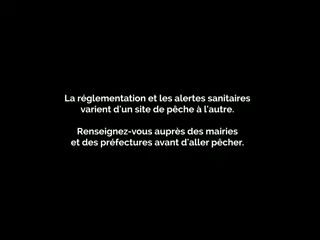 La réglementation et les alertes sanitaires
varient d'un site de pêche à l'autre.
Renseignez-vous auprès des mairies
et des préfectures avant d'aller pêcher.